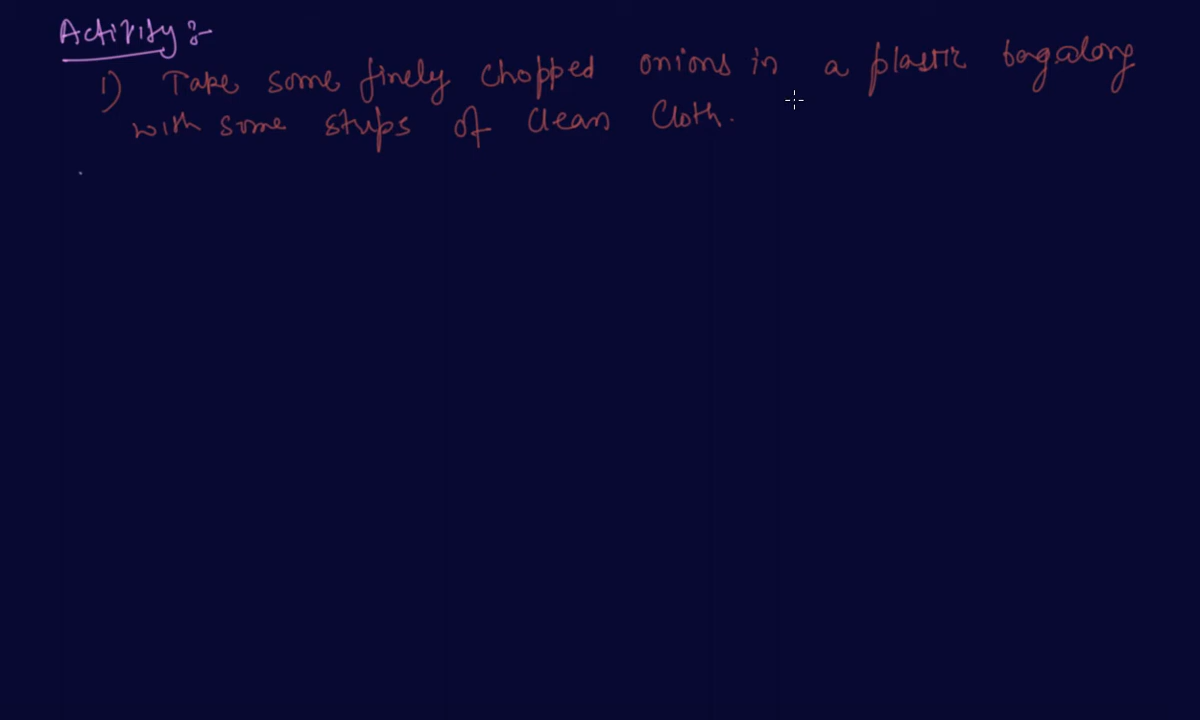 Activity :-
1) Take some finely chopped onions in a plastic bag along
with some strips of clean cloth.